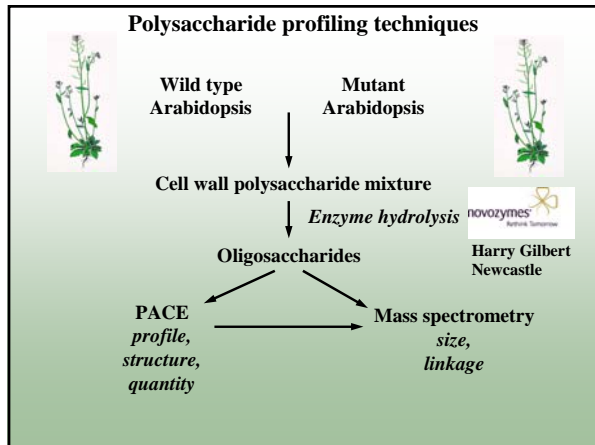 Polysaccharide profiling techniques
Wild type
Arabidopsis
Mutant
Arabidopsis
Cell wall polysaccharide mixture
Enzyme hydrolysis
novozymes
Rethink Tomorrow
Harry Gilbert
Newcastle
Oligosaccharides
PACE
profile,
structure,
quantity
Mass spectrometry
size,
linkage